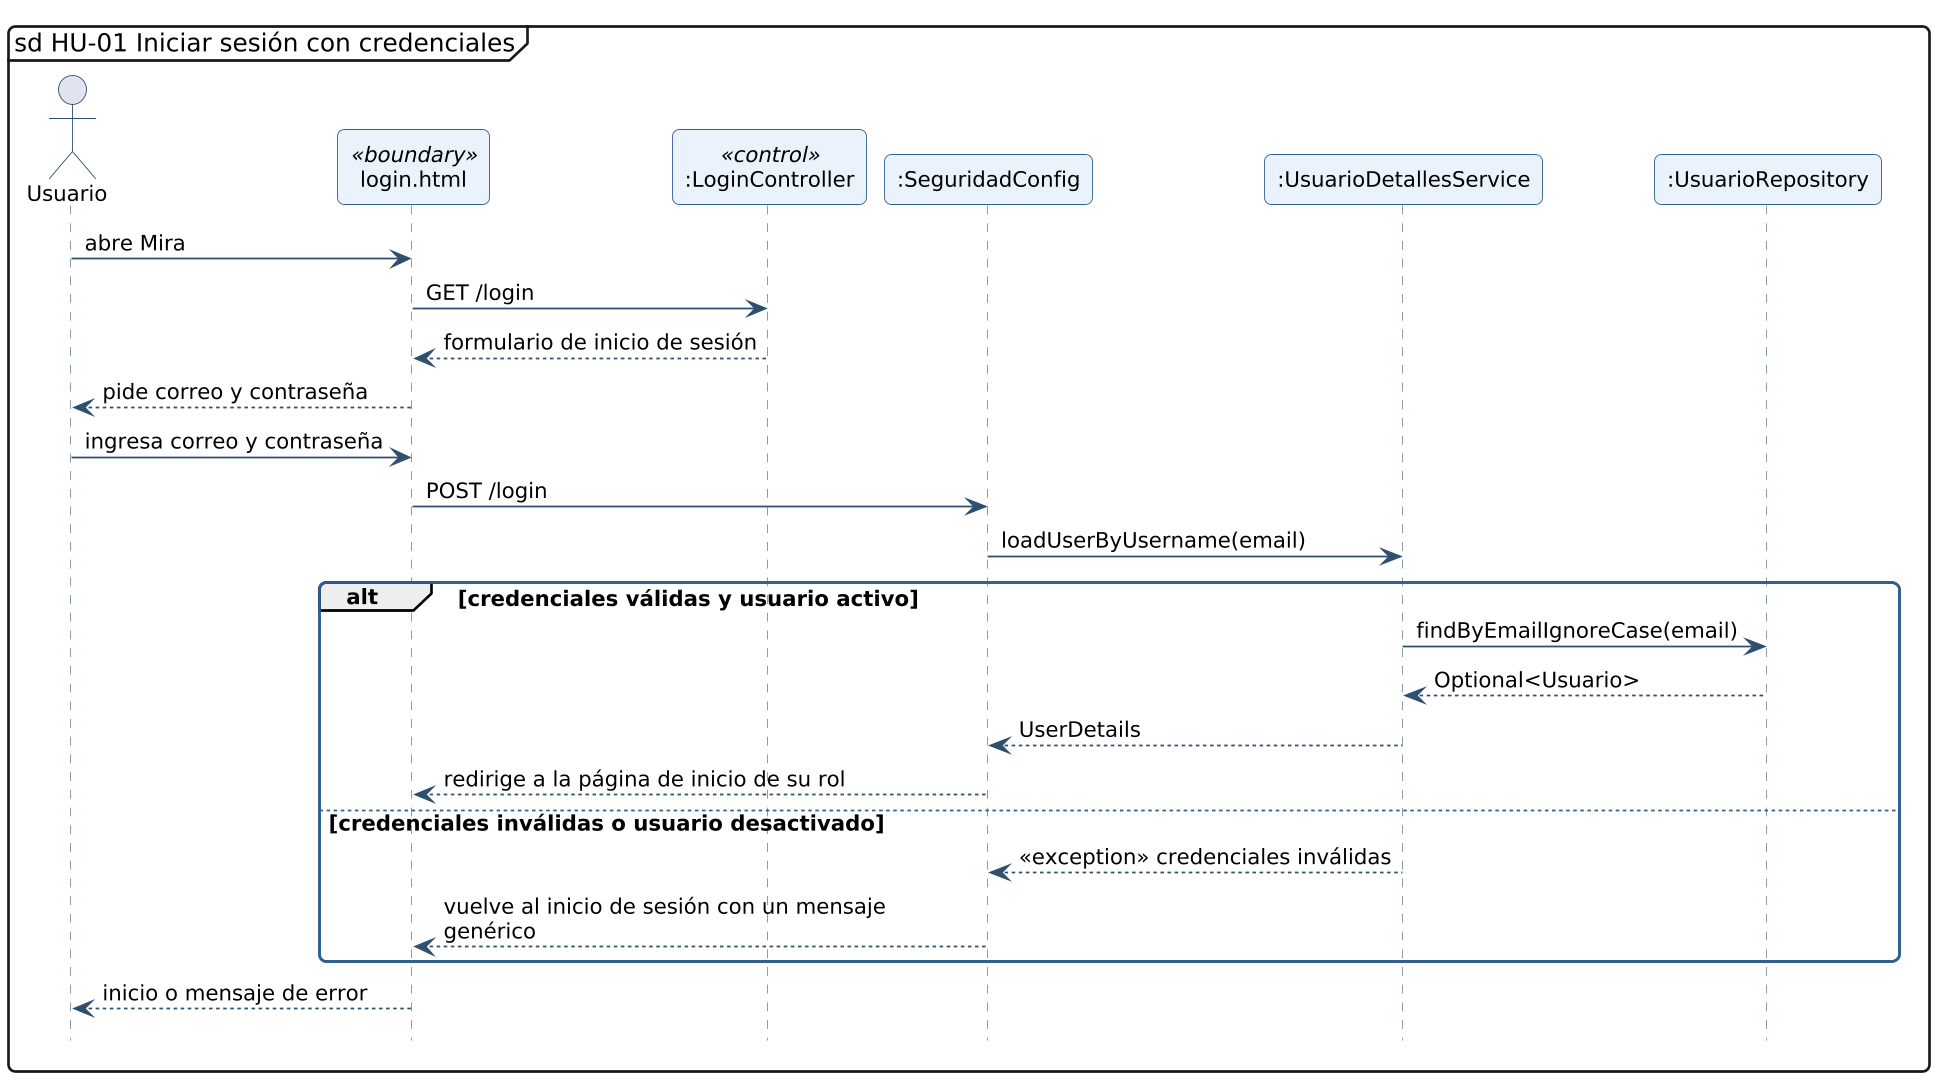 sd HU-01 Iniciar sesión con credenciales
Usuario
«boundary»
login.html
«control»
:LoginController
:SeguridadConfig
:UsuarioDetallesService
:UsuarioRepository
abre Mira
GET /login
formulario de inicio de sesión
pide correo y contraseña
ingresa correo y contraseña
POST /login
loadUserByUsername(email)
alt [credenciales válidas y usuario activo]
findByEmailIgnoreCase(email)
Optional<Usuario>
UserDetails
redirige a la página de inicio de su rol
[credenciales inválidas o usuario desactivado]
«exception» credenciales inválidas
vuelve al inicio de sesión con un mensaje
genérico
inicio o mensaje de error